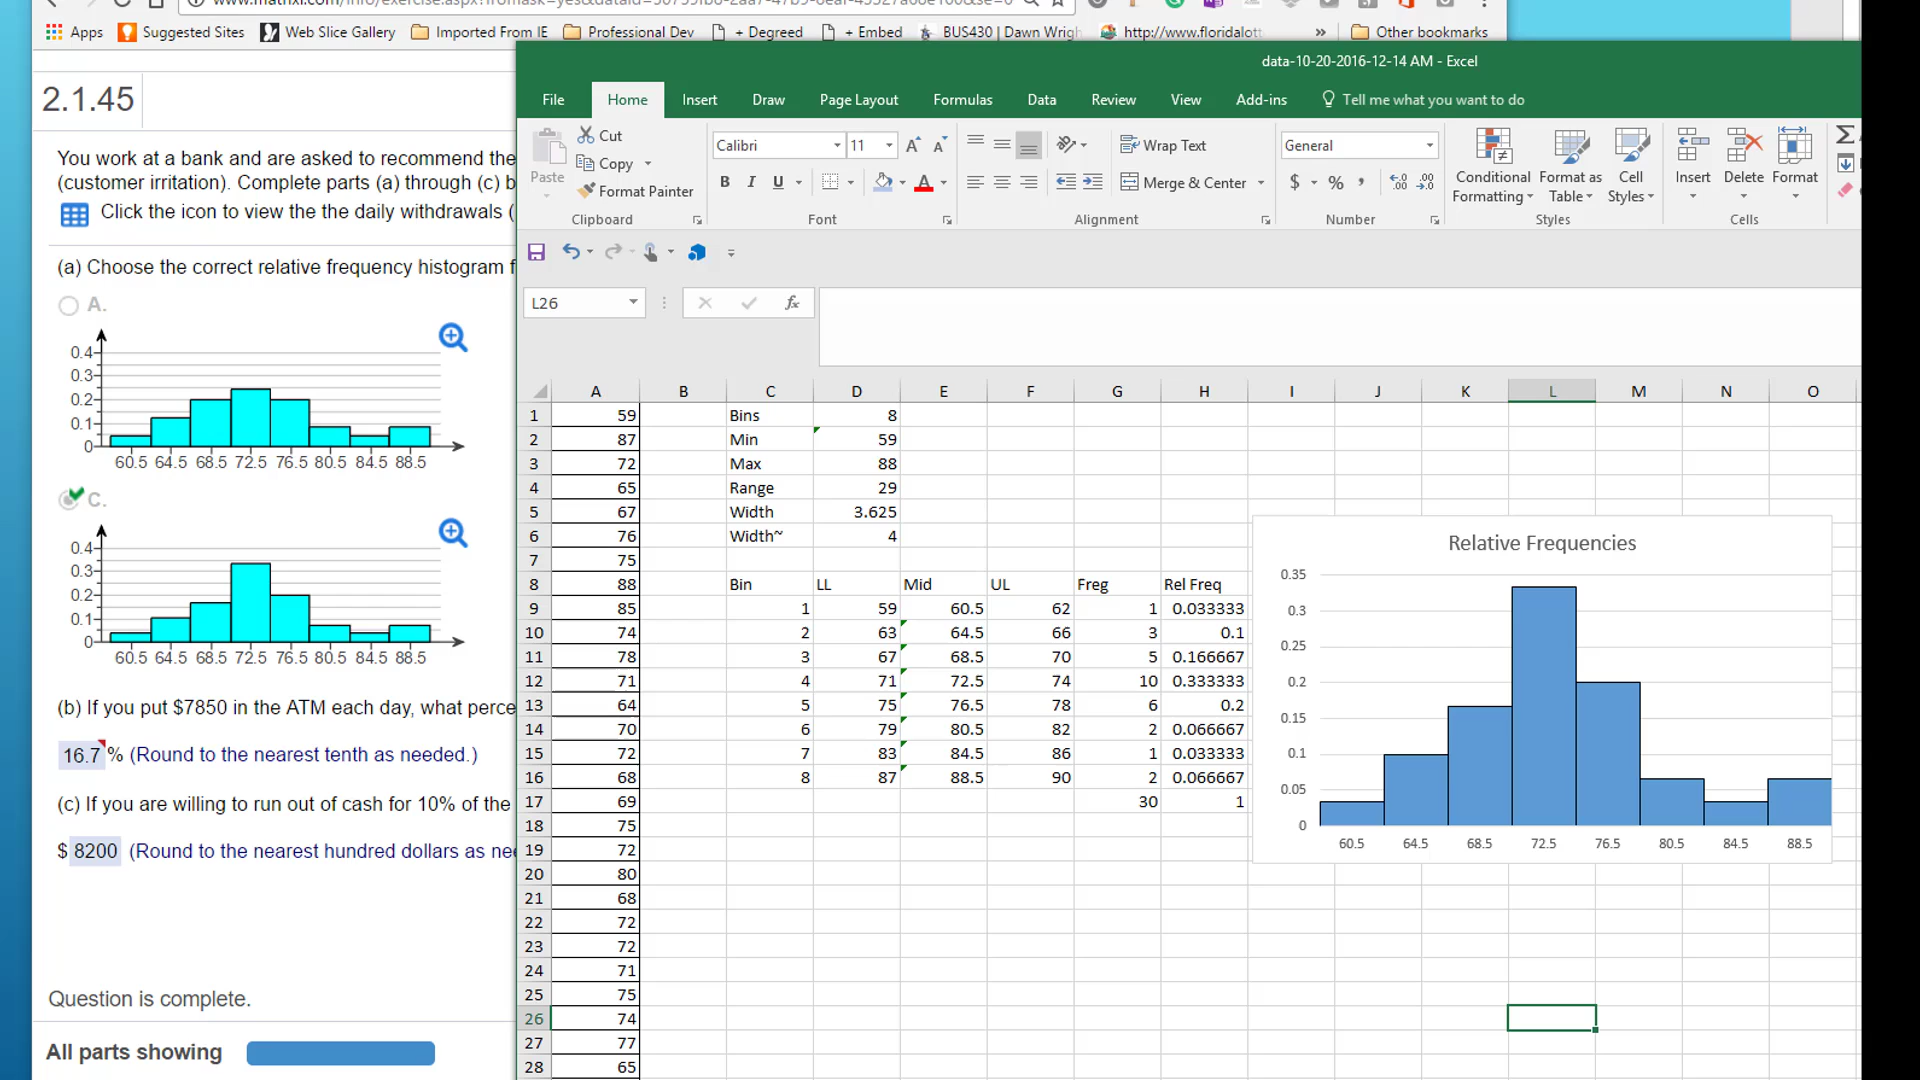 Apps Suggested Sites Web Slice Gallery Imported From IE Professional Dev + Degreed + Embed BUS430 | Dawn Wrigh http://www.floridalott » Other bookmarks
data-10-20-2016-12-14 AM - Excel
2.1.45
File Home Insert Draw Page Layout Formulas Data Review View Add-ins Tell me what you want to do
Paste Cut Copy Format Painter
Calibri 11
B I U A
Wrap Text
Merge & Center
General
$ % ,
Conditional Formatting Format as Table Cell Styles
Insert Delete Format
Clipboard Font Alignment Number Styles Cells
You work at a bank and are asked to recommend the
(customer irritation). Complete parts (a) through (c) b
Click the icon to view the the daily withdrawals (
(a) Choose the correct relative frequency histogram f
A.
0.4
0.3
0.2
0.1
0
60.5 64.5 68.5 72.5 76.5 80.5 84.5 88.5
C.
0.4
0.3
0.2
0.1
0
60.5 64.5 68.5 72.5 76.5 80.5 84.5 88.5
(b) If you put $7850 in the ATM each day, what perce
16.7 % (Round to the nearest tenth as needed.)
(c) If you are willing to run out of cash for 10% of the
$ 8200 (Round to the nearest hundred dollars as nee
Question is complete.
All parts showing
L26 fx
A B C D E F G H I J K L M N O
1 59 Bins 8
2 87 Min 59
3 72 Max 88
4 65 Range 29
5 67 Width 3.625
6 76 Width~ 4
7 75
8 88 Bin LL Mid UL Freg Rel Freq
9 85 1 59 60.5 62 1 0.033333
10 74 2 63 64.5 66 3 0.1
11 78 3 67 68.5 70 5 0.166667
12 71 4 71 72.5 74 10 0.333333
13 64 5 75 76.5 78 6 0.2
14 70 6 79 80.5 82 2 0.066667
15 72 7 83 84.5 86 1 0.033333
16 68 8 87 88.5 90 2 0.066667
17 69 30 1
18 75
19 72
20 80
21 68
22 72
23 72
24 71
25 75
26 74
27 77
28 65
Relative Frequencies
0.35
0.3
0.25
0.2
0.15
0.1
0.05
0
60.5 64.5 68.5 72.5 76.5 80.5 84.5 88.5